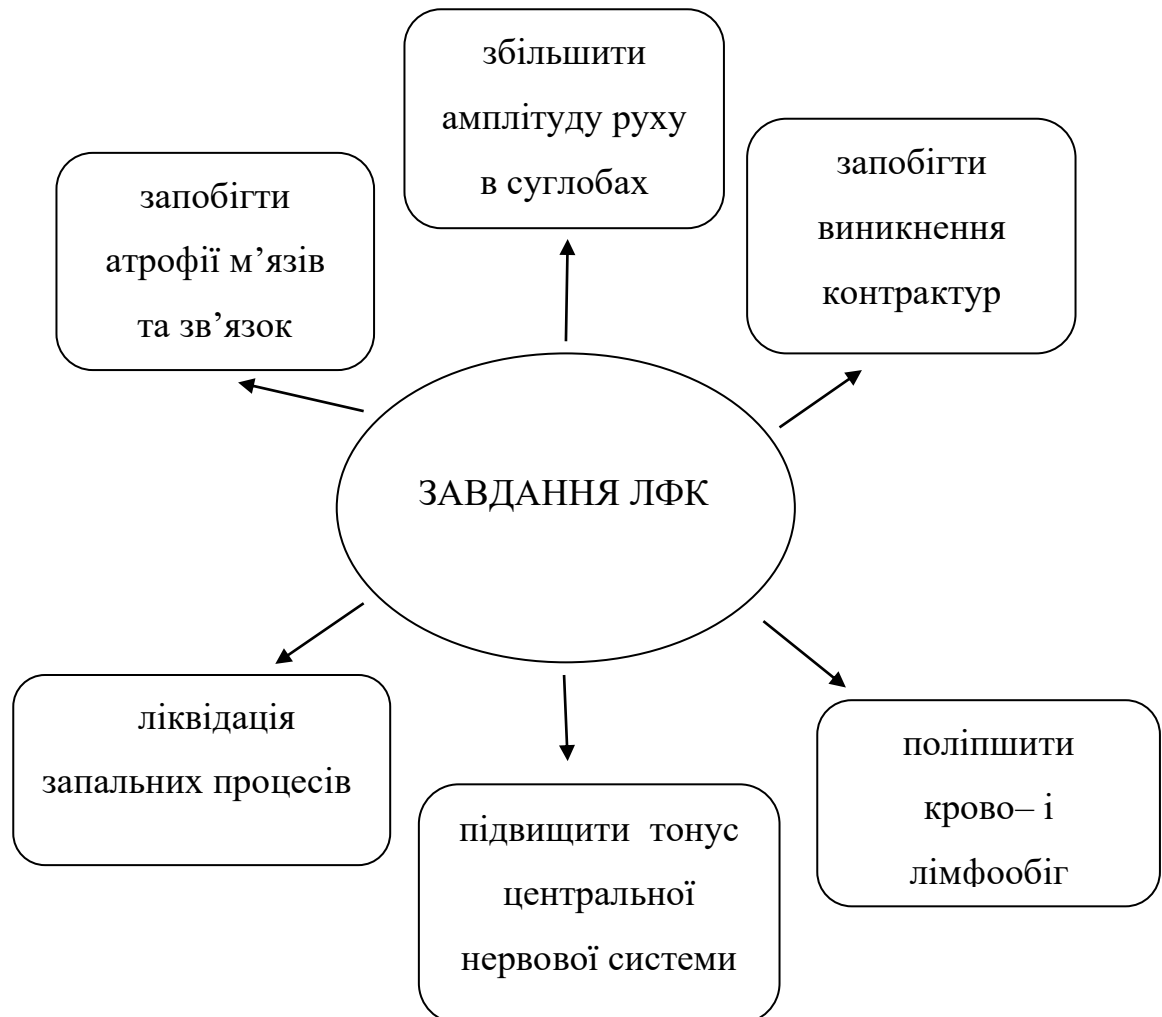 збільшити
амплітуду руху
в суглобах
запобігти
виникнення
контрактур
запобігти
атрофії м’язів
та зв’язок
ЗАВДАННЯ ЛФК
ліквідація
запальних процесів
підвищити тонус
центральної
нервової системи
поліпшити
крово– і
лімфообіг